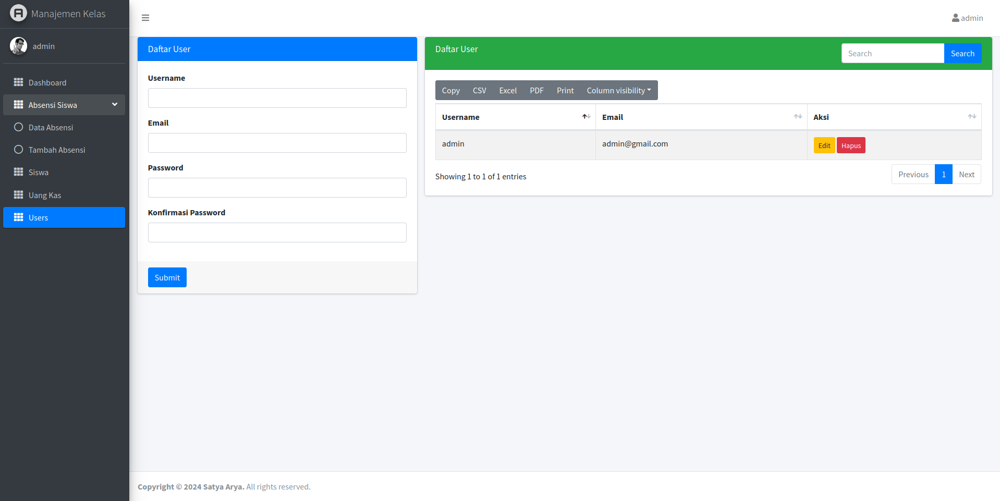 Manajemen Kelas
admin
Dashboard
Absensi Siswa
Data Absensi
Tambah Absensi
Siswa
Uang Kas
Users
admin
Daftar User
Username
Email
Password
Konfirmasi Password
Submit
Daftar User
Search Search
Copy CSV Excel PDF Print Column visibility
Username Email Aksi
admin admin@gmail.com Edit Hapus
Showing 1 to 1 of 1 entries
Previous 1 Next
Copyright © 2024 Satya Arya. All rights reserved.